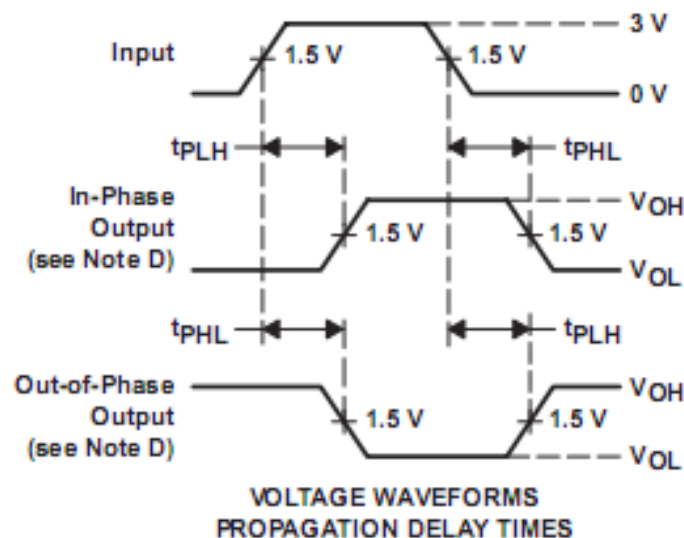 3 V
Input
1.5 V
1.5 V
0 V
tPLH
tPHL
In-Phase
Output
(see Note D)
VOH
1.5 V
1.5 V
VOL
tPHL
tPLH
Out-of-Phase
Output
(see Note D)
VOH
1.5 V
1.5 V
VOL
VOLTAGE WAVEFORMS
PROPAGATION DELAY TIMES